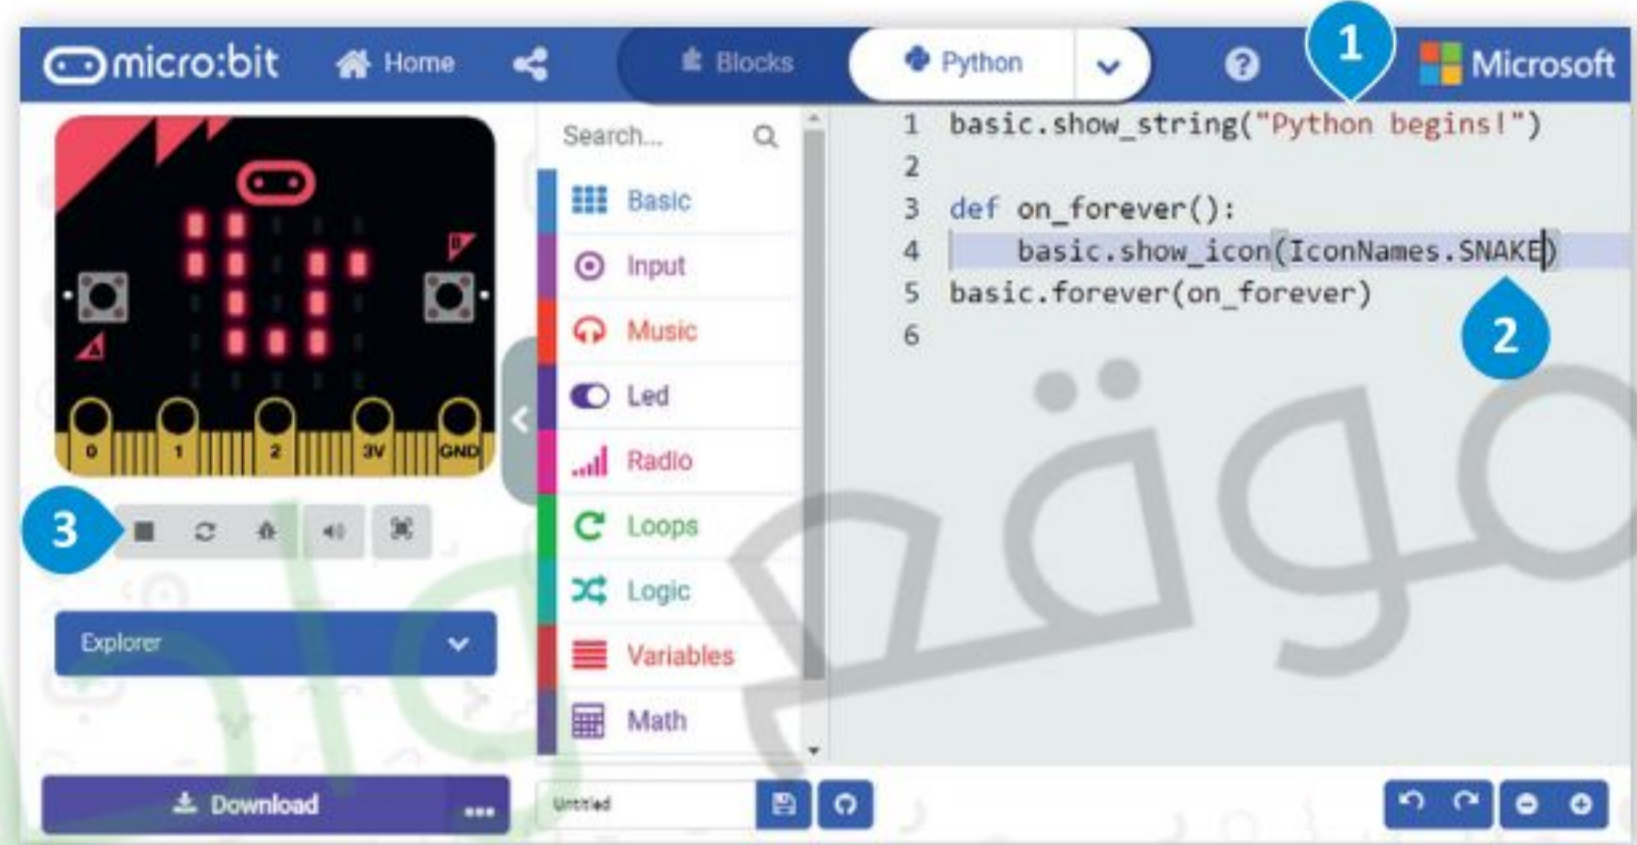 micro:bit Home Blocks Python ? 1 Microsoft
Search...
Basic
Input
Music
Led
Radio
Loops
Logic
Variables
Math
1 basic.show_string("Python begins!")
2
3 def on_forever():
4 basic.show_icon(IconNames.SNAKE)
5 basic.forever(on_forever)
6
2
B
A
0 1 2 3V GND
3
Explorer
Download ...
Untitled
موقع